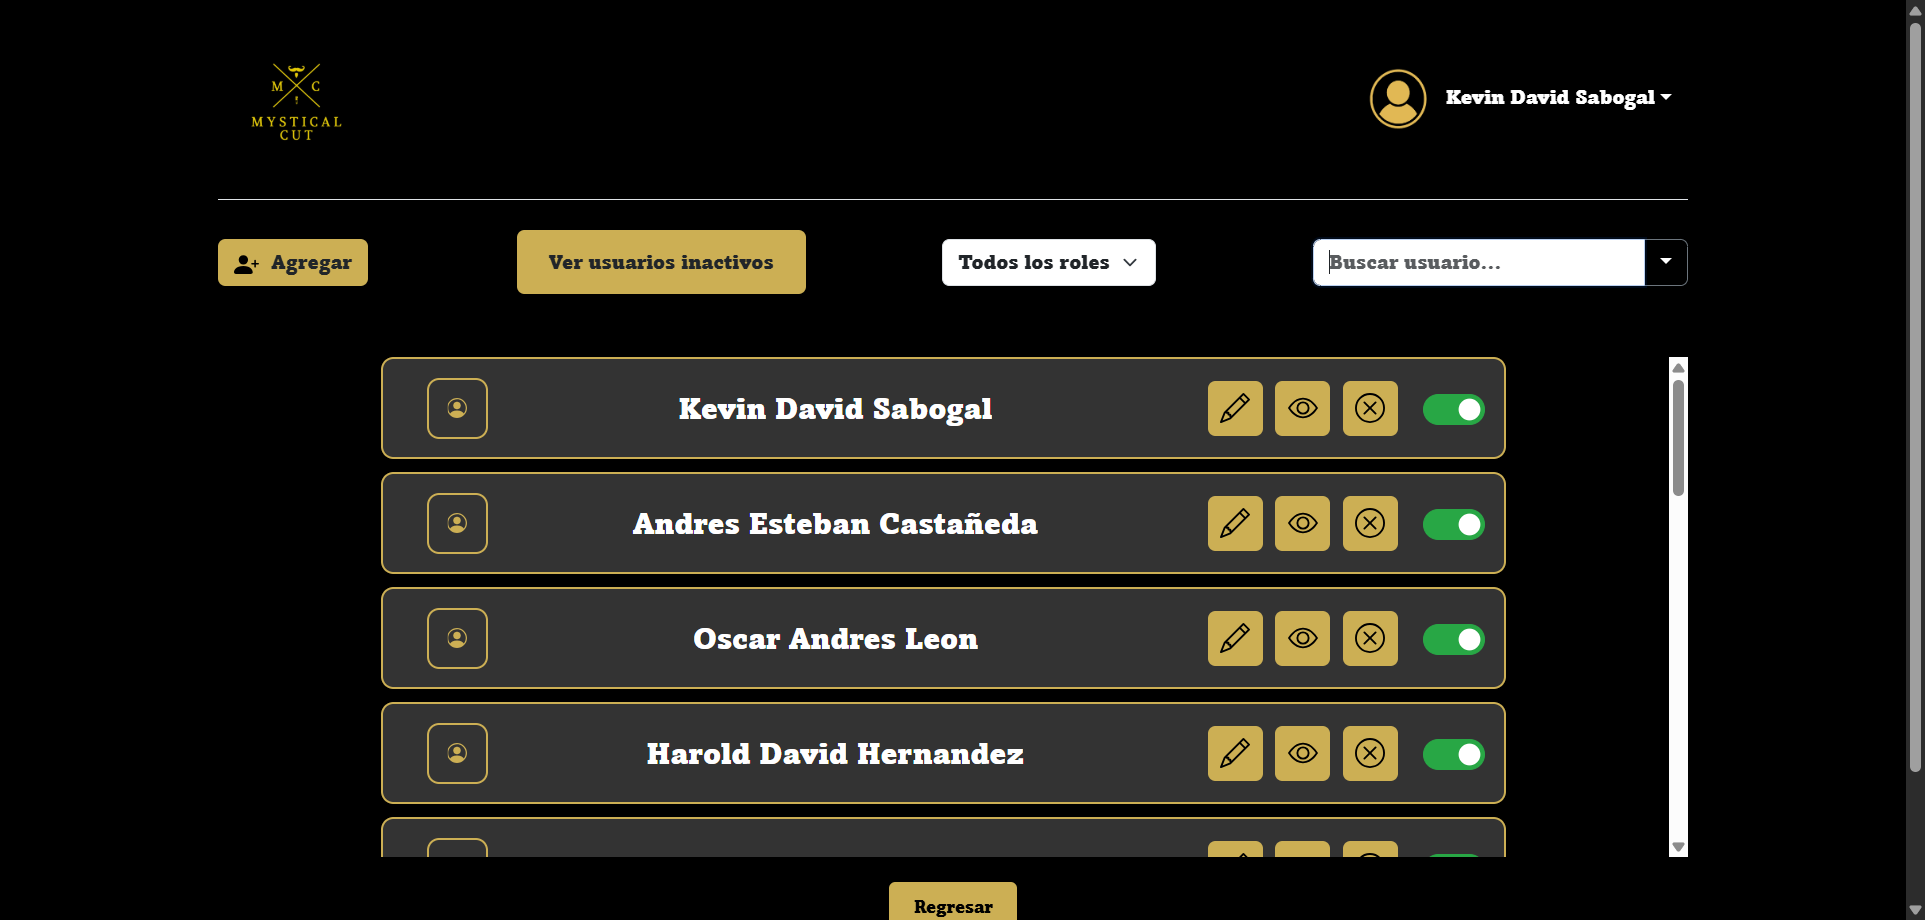 M C
MYSTICAL
CUT
Kevin David Sabogal
Agregar
Ver usuarios inactivos
Todos los roles
Buscar usuario...
Kevin David Sabogal
Andres Esteban Castañeda
Oscar Andres Leon
Harold David Hernandez
Regresar